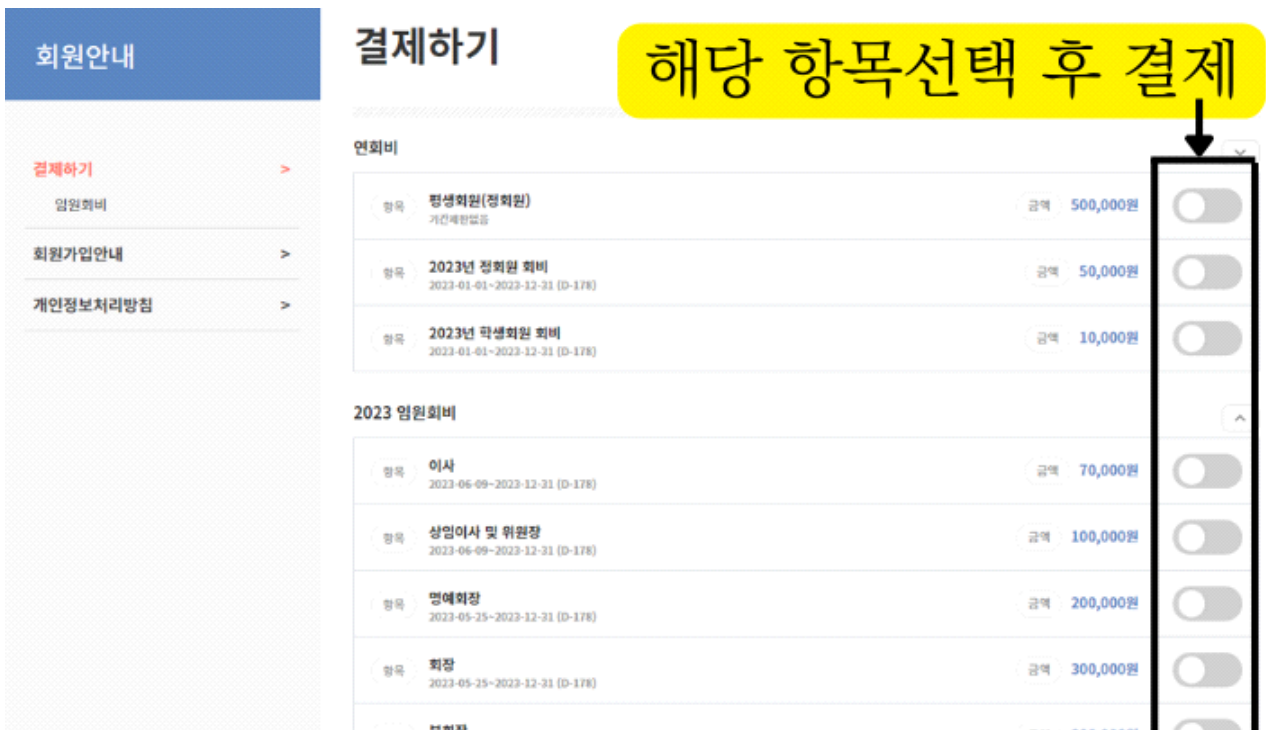 회원안내
결제하기
해당 항목선택 후 결제
결제하기 >
임원회비
회원가입안내 >
개인정보처리방침 >
연회비
항목 평생회원(정회원) 금액 500,000원
기간제한없음
항목 2023년 정회원 회비 금액 50,000원
2023-01-01~2023-12-31 (D-178)
항목 2023년 학생회원 회비 금액 10,000원
2023-01-01~2023-12-31 (D-178)
2023 임원회비
항목 이사 금액 70,000원
2023-06-09~2023-12-31 (D-178)
항목 상임이사 및 위원장 금액 100,000원
2023-06-09~2023-12-31 (D-178)
항목 명예회장 금액 200,000원
2023-05-25~2023-12-31 (D-178)
항목 회장 금액 300,000원
2023-05-25~2023-12-31 (D-178)